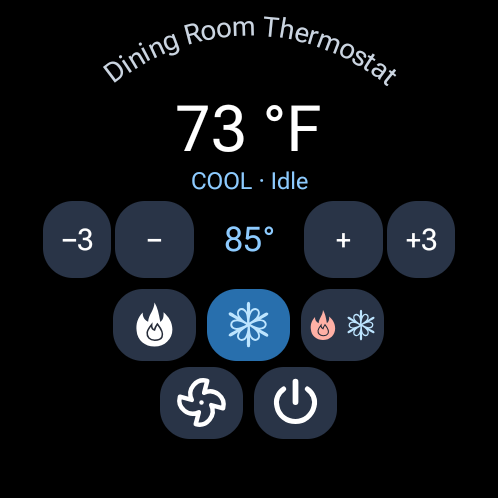 Dining Room Thermostat
73 °F
COOL · Idle
−3 − 85° + +3